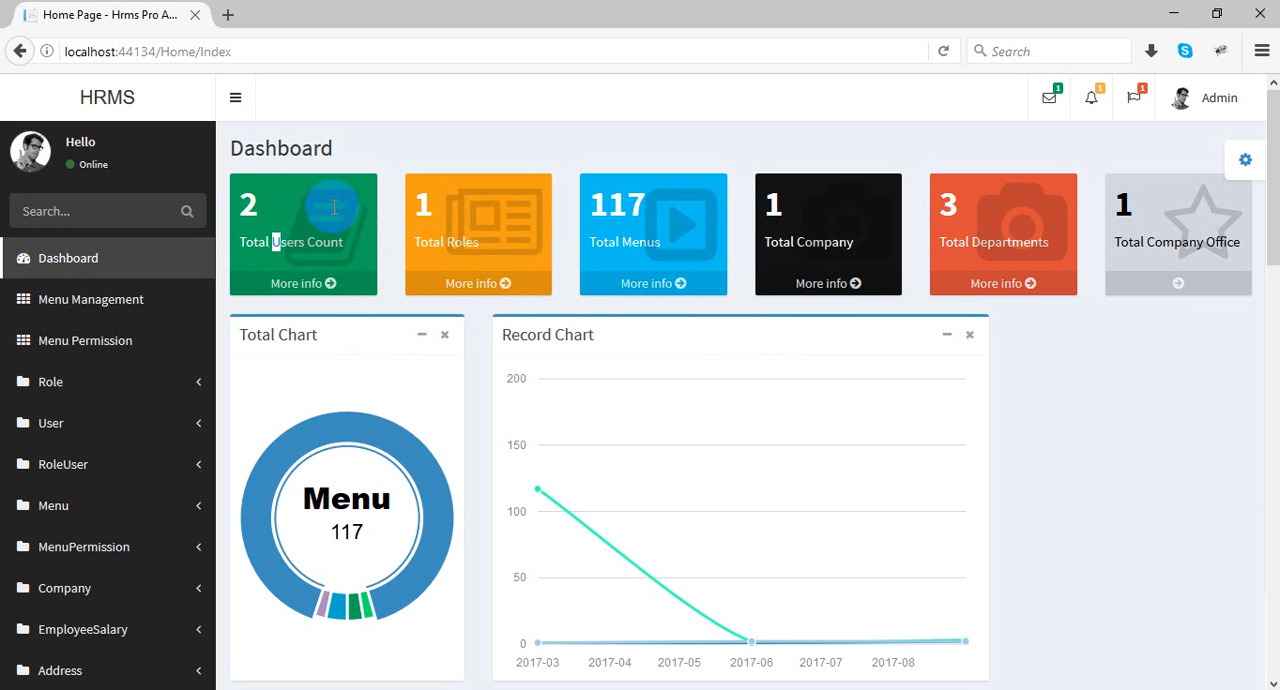 Home Page - Hrms Pro A...
localhost:44134/Home/Index
Search
HRMS
1
1
1
Admin
Hello
Online
Search...
Dashboard
Menu Management
Menu Permission
Role
User
RoleUser
Menu
MenuPermission
Company
EmployeeSalary
Address
Dashboard
2
Total Users Count
More info
1
Total Roles
More info
117
Total Menus
More info
1
Total Company
More info
3
Total Departments
More info
1
Total Company Office
Total Chart
Menu
117
Record Chart
200
150
100
50
0
2017-03 2017-04 2017-05 2017-06 2017-07 2017-08